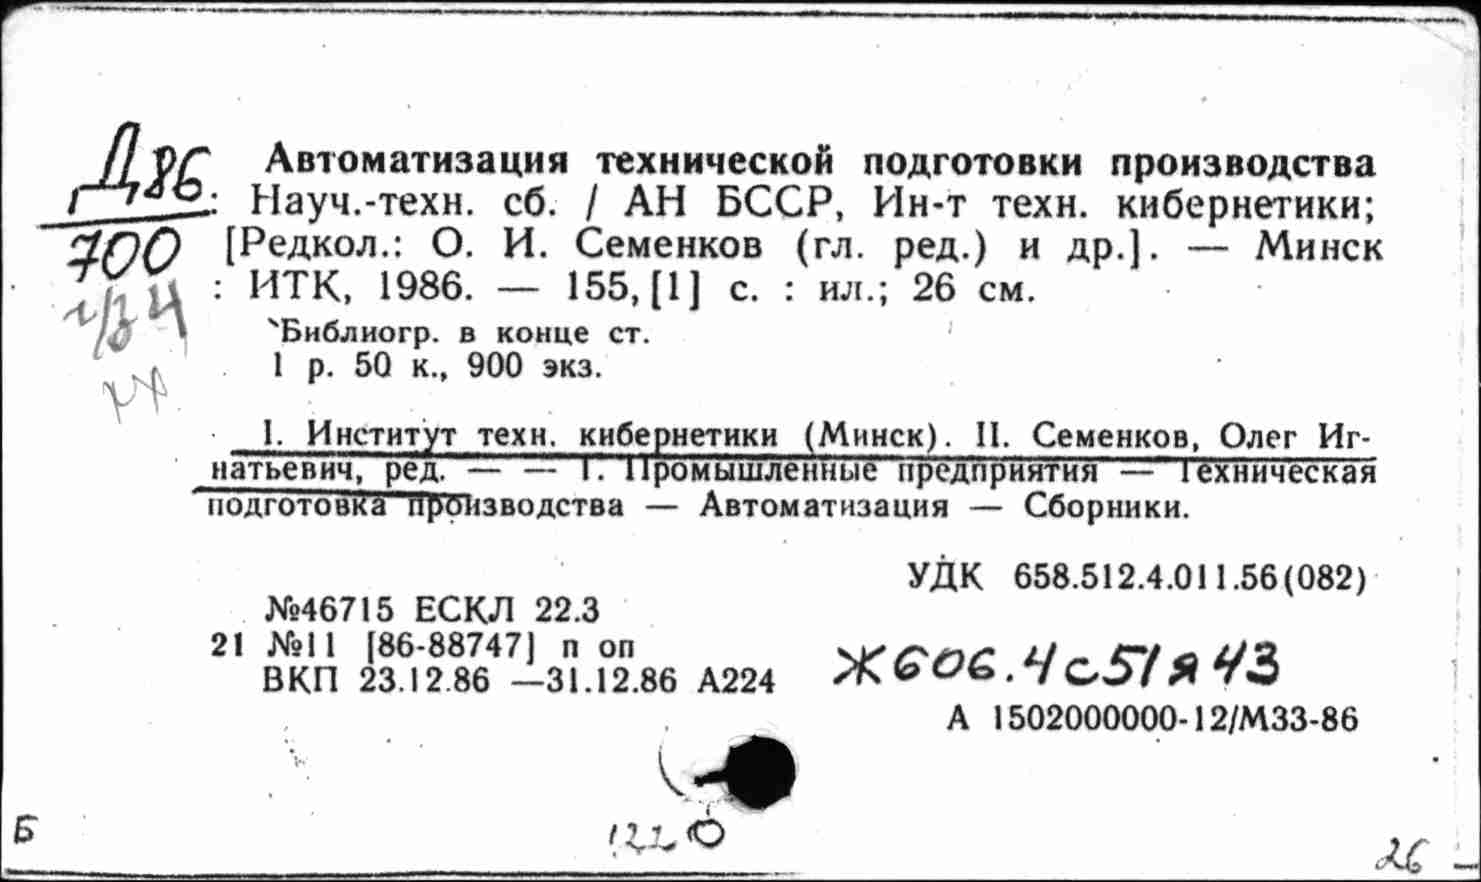 Д86
700
Автоматизация технической подготовки производства
: Науч.-техн. сб. / АН БССР, Ин-т техн. кибернетики;
[Редкол.: О. И. Семенков (гл. ред.) и др.]. — Минск
: ИТК, 1986. — 155, [1] с. : ил.; 26 см.
Библиогр. в конце ст.
1 р. 50 к., 900 экз.
I. Институт техн. кибернетики (Минск). II. Семенков, Олег Иг-
натьевич, ред. — — 1. Промышленные предприятия — Техническая
подготовка производства — Автоматизация — Сборники.
УДК 658.512.4.011.56(082)
№46715 ЕСКЛ 22.3
21 №11 [86-88747] п оп
ВКП 23.12.86 —31.12.86 А224
Ж606.4с51я43
А 1502000000-12/М33-86
Б
122
26